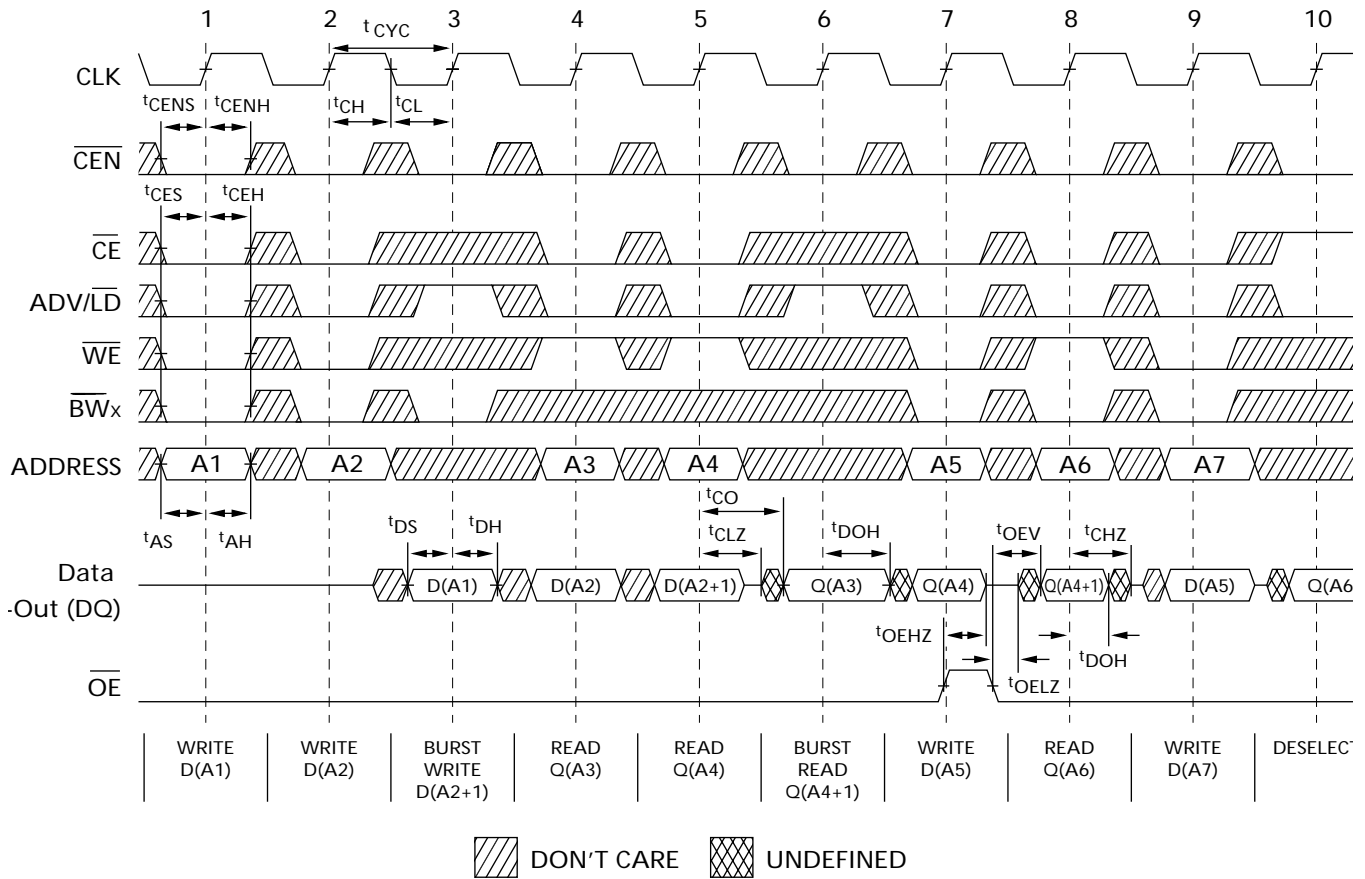 1 2 3 4 5 6 7 8 9 10
tCYC
CLK
tCENS tCENH tCH tCL
CEN
tCES tCEH
CE
ADV/LD
WE
BWx
ADDRESS A1 A2 A3 A4 A5 A6 A7
tCO
tAS tAH tDS tDH tCLZ tDOH tOEV tCHZ
Data
-Out (DQ)
D(A1) D(A2) D(A2+1) Q(A3) Q(A4) Q(A4+1) D(A5) Q(A6
tOEHZ tDOH
tOELZ
OE
WRITE
D(A1)
WRITE
D(A2)
BURST
WRITE
D(A2+1)
READ
Q(A3)
READ
Q(A4)
BURST
READ
Q(A4+1)
WRITE
D(A5)
READ
Q(A6)
WRITE
D(A7)
DESELECT
DON'T CARE UNDEFINED